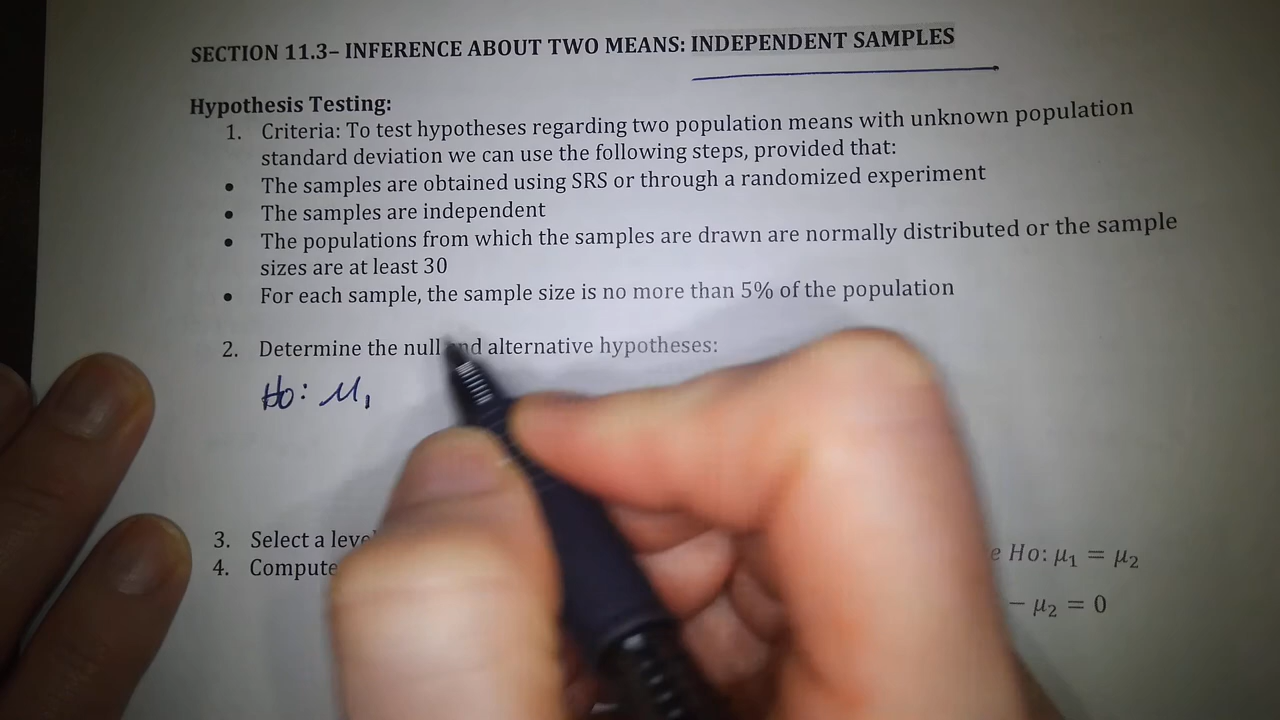 SECTION 11.3– INFERENCE ABOUT TWO MEANS: INDEPENDENT SAMPLES
Hypothesis Testing:
1. Criteria: To test hypotheses regarding two population means with unknown population
standard deviation we can use the following steps, provided that:
• The samples are obtained using SRS or through a randomized experiment
• The samples are independent
• The populations from which the samples are drawn are normally distributed or the sample
sizes are at least 30
• For each sample, the sample size is no more than 5% of the population
2. Determine the null and alternative hypotheses:
Ho: μ₁
3. Select a
4. Compute
Ho: μ₁ = μ₂
− μ₂ = 0